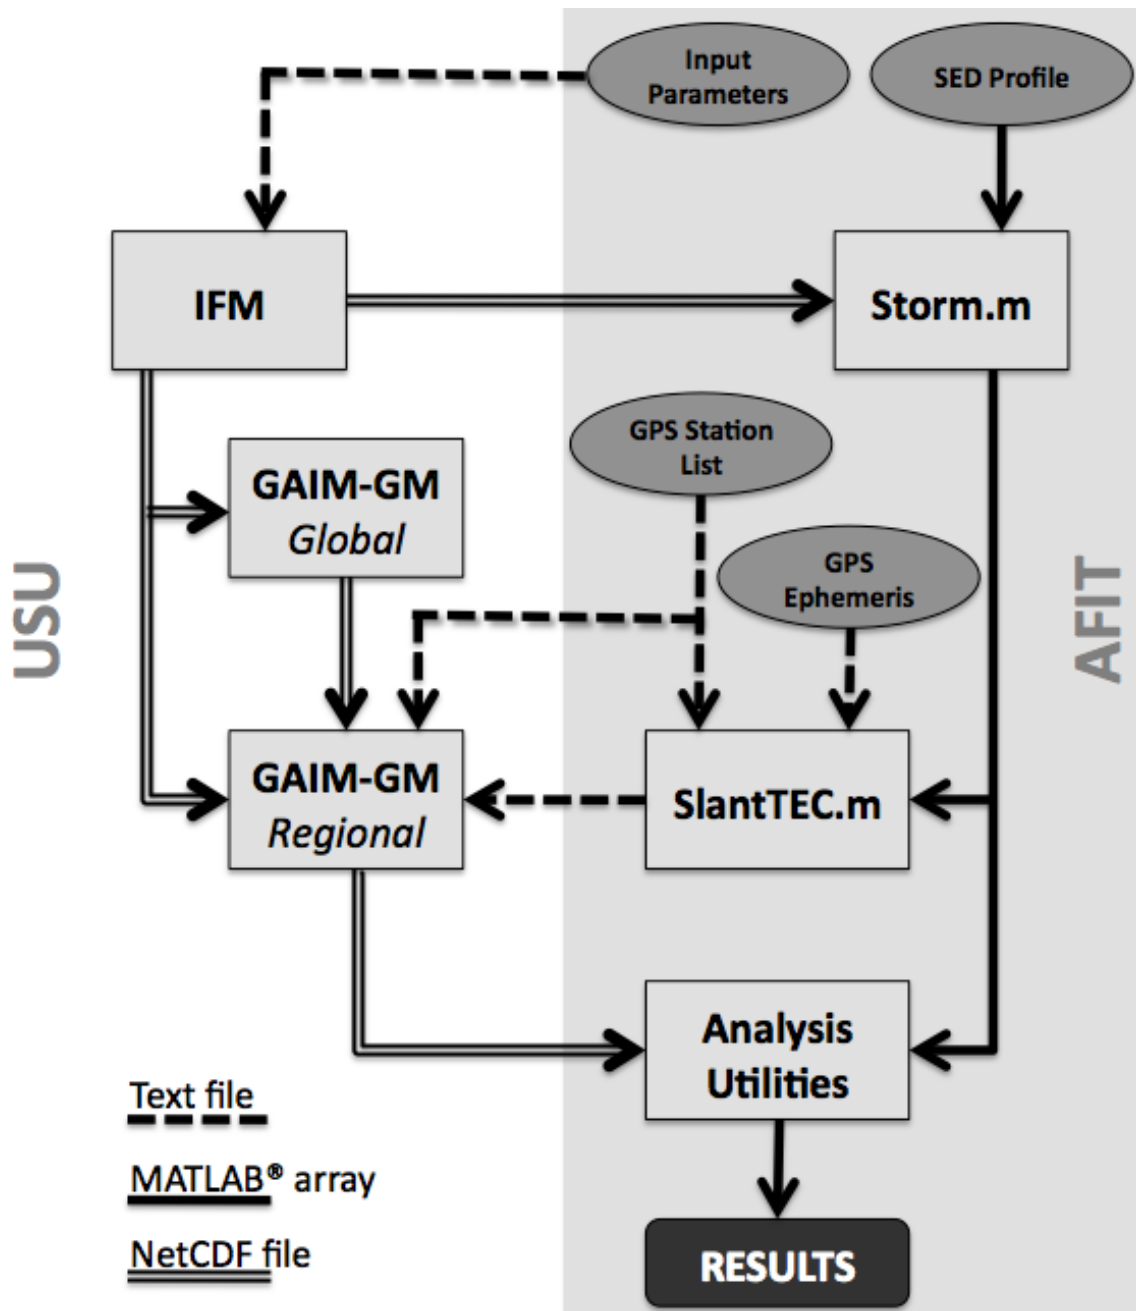 Input
Parameters
SED Profile
IFM
Storm.m
GPS Station
List
GAIM-GM
Global
GPS
Ephemeris
USU
AFIT
GAIM-GM
Regional
SlantTEC.m
Analysis
Utilities
Text file
MATLAB® array
NetCDF file
RESULTS